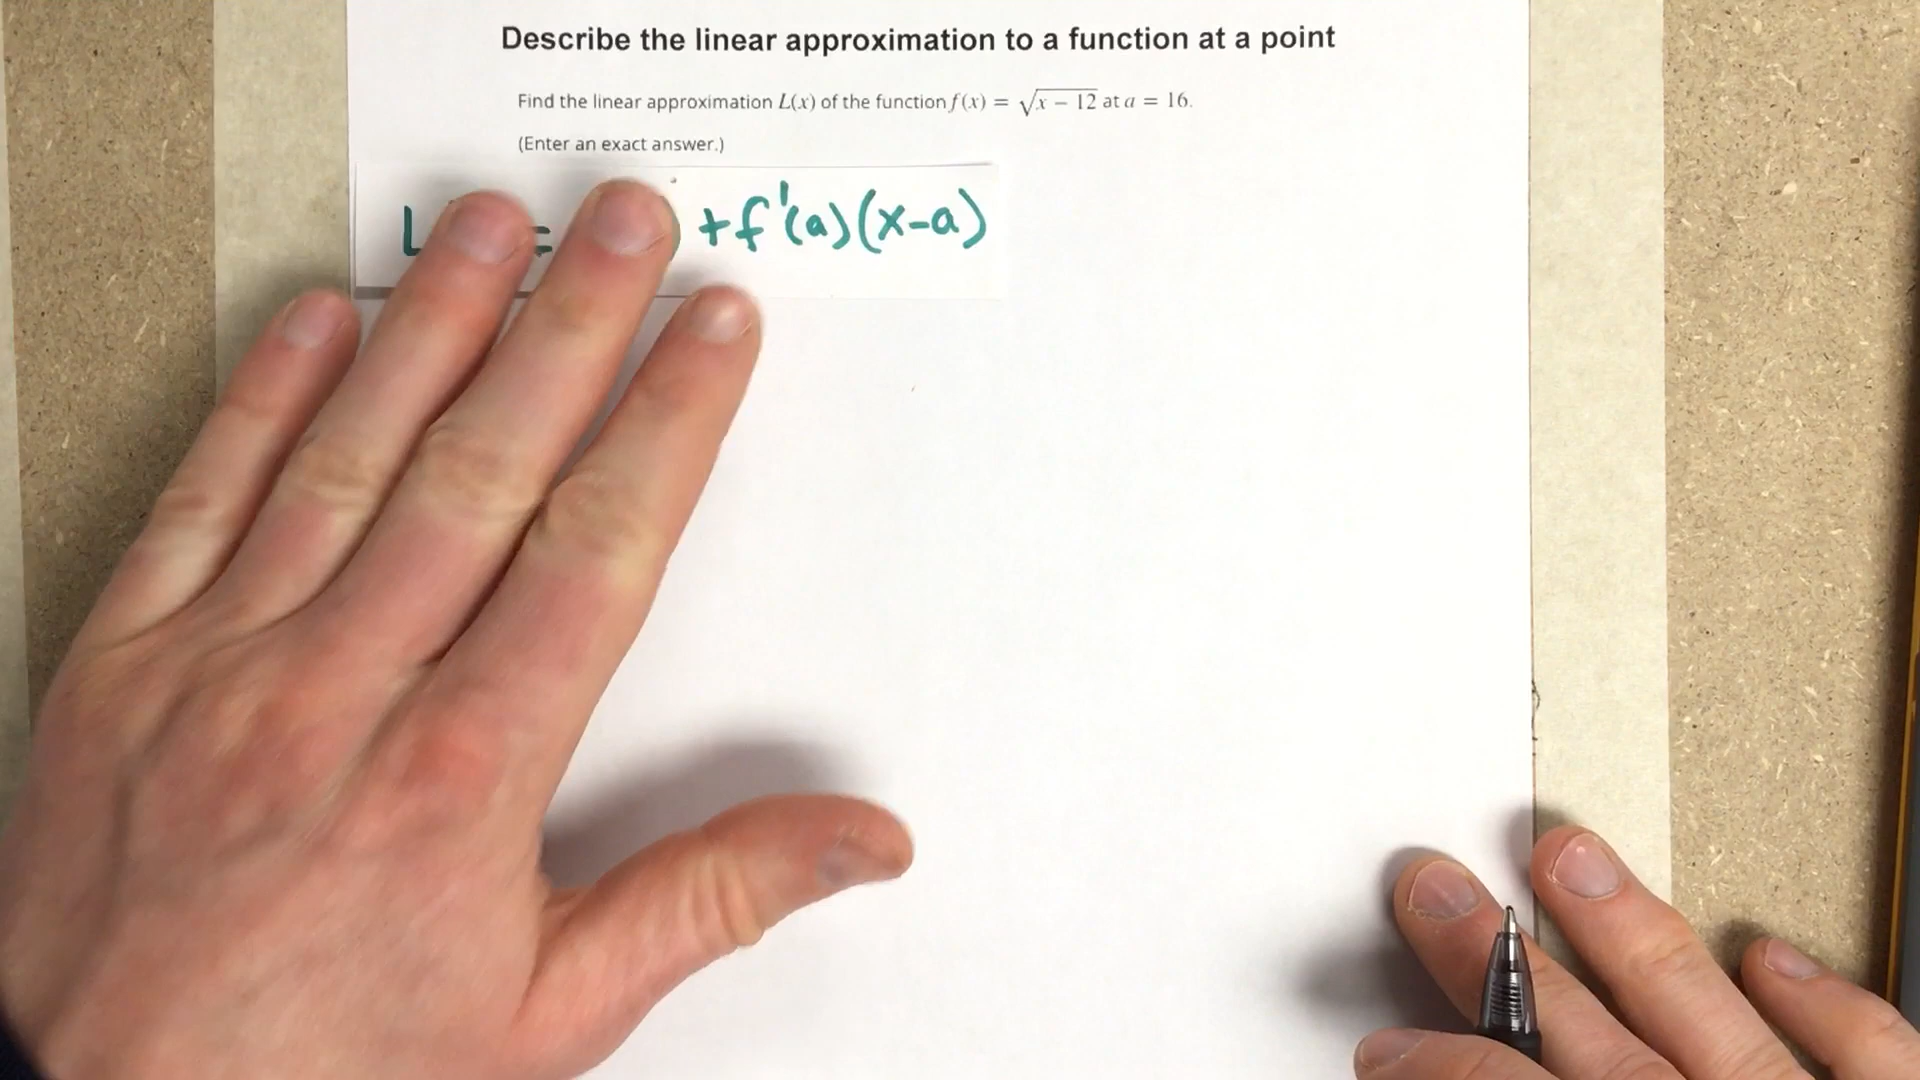 Describe the linear approximation to a function at a point
Find the linear approximation L(x) of the function f(x) = √x − 12 at a = 16.
(Enter an exact answer.)
L = ) + f'(a)(x-a)